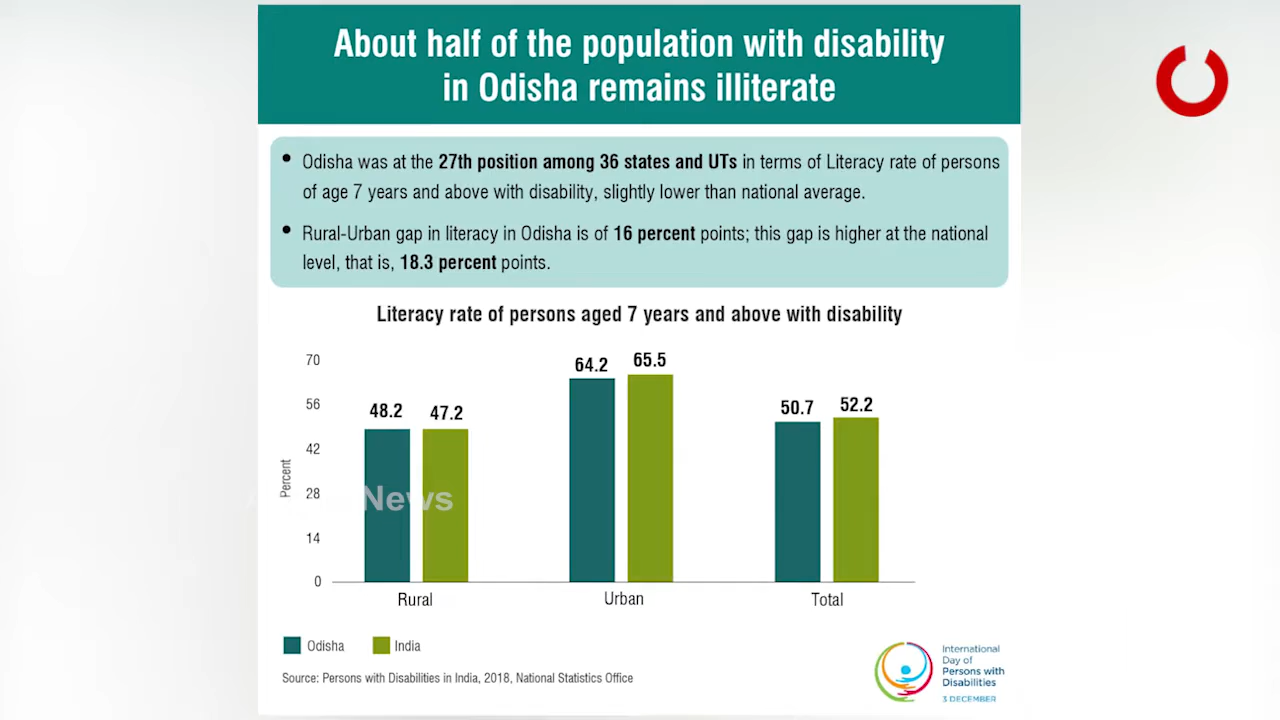 About half of the population with disability
in Odisha remains illiterate
• Odisha was at the 27th position among 36 states and UTs in terms of Literacy rate of persons
of age 7 years and above with disability, slightly lower than national average.
• Rural-Urban gap in literacy in Odisha is of 16 percent points; this gap is higher at the national
level, that is, 18.3 percent points.
Literacy rate of persons aged 7 years and above with disability
Percent
70
56
42
28
14
0
48.2
47.2
64.2
65.5
50.7
52.2
News
Rural
Urban
Total
Odisha
India
Source: Persons with Disabilities in India, 2018, National Statistics Office
International
Day of
Persons with
Disabilities
3 DECEMBER